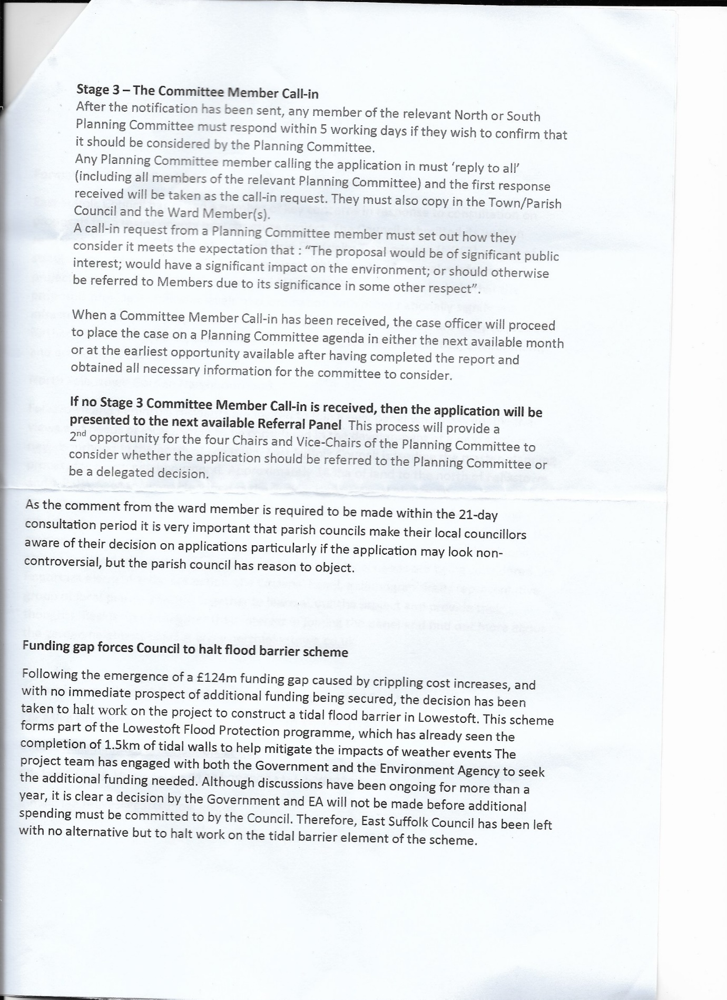 Stage 3 – The Committee Member Call-in
After the notification has been sent, any member of the relevant North or South
Planning Committee must respond within 5 working days if they wish to confirm that
it should be considered by the Planning Committee.
Any Planning Committee member calling the application in must ‘reply to all’
(including all members of the relevant Planning Committee) and the first response
received will be taken as the call-in request. They must also copy in the Town/Parish
Council and the Ward Member(s).
A call-in request from a Planning Committee member must set out how they
consider it meets the expectation that : “The proposal would be of significant public
interest; would have a significant impact on the environment; or should otherwise
be referred to Members due to its significance in some other respect”.
When a Committee Member Call-in has been received, the case officer will proceed
to place the case on a Planning Committee agenda in either the next available month
or at the earliest opportunity available after having completed the report and
obtained all necessary information for the committee to consider.
If no Stage 3 Committee Member Call-in is received, then the application will be
presented to the next available Referral Panel This process will provide a
2nd opportunity for the four Chairs and Vice-Chairs of the Planning Committee to
consider whether the application should be referred to the Planning Committee or
be a delegated decision.
As the comment from the ward member is required to be made within the 21-day
consultation period it is very important that parish councils make their local councillors
aware of their decision on applications particularly if the application may look non-
controversial, but the parish council has reason to object.
Funding gap forces Council to halt flood barrier scheme
Following the emergence of a £124m funding gap caused by crippling cost increases, and
with no immediate prospect of additional funding being secured, the decision has been
taken to halt work on the project to construct a tidal flood barrier in Lowestoft. This scheme
forms part of the Lowestoft Flood Protection programme, which has already seen the
completion of 1.5km of tidal walls to help mitigate the impacts of weather events The
project team has engaged with both the Government and the Environment Agency to seek
the additional funding needed. Although discussions have been ongoing for more than a
year, it is clear a decision by the Government and EA will not be made before additional
spending must be committed to by the Council. Therefore, East Suffolk Council has been left
with no alternative but to halt work on the tidal barrier element of the scheme.